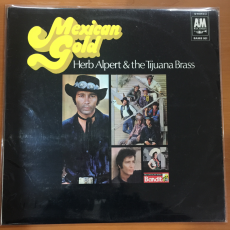 Mexican
Gold
Herb Alpert & the Tijuana Brass
A&M
Bandit